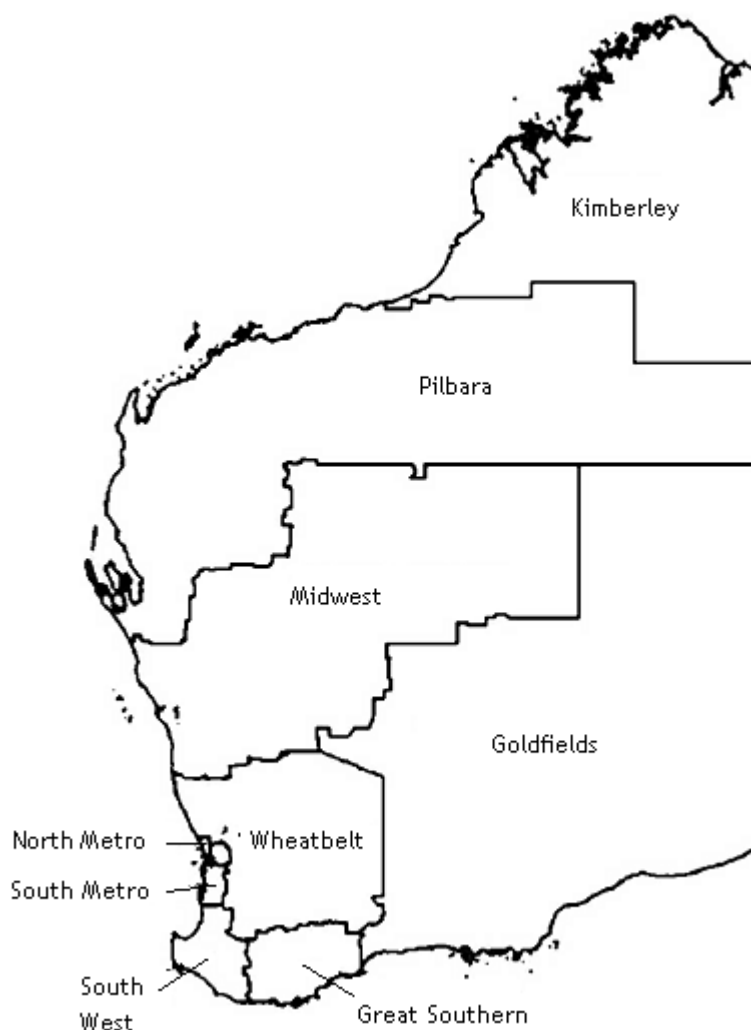 Kimberley
Pilbara
Midwest
Goldfields
North Metro
Wheatbelt
South Metro
South
West
Great Southern